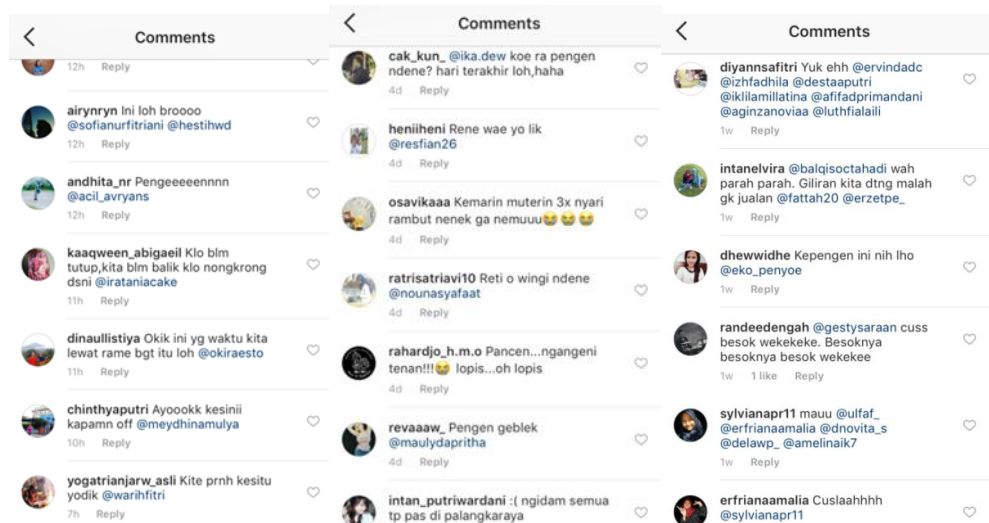 Comments
12h Reply
airynryn Ini loh broooo
@sofianurfitriani @hestihwd
12h Reply
andhita_nr Pengeeeeennnn
@acil_avryans
12h Reply
kaaqween_abigaeil Klo blm
tutup,kita blm balik klo nongkrong
dsni @irataniacake
11h Reply
dinaullistiya Okik ini yg waktu kita
lewat rame bgt itu loh @okiraesto
11h Reply
chinthyaputri Ayoookk kesinii
kapamn off @meydhinamulya
10h Reply
yogatrianjarw_asli Kite prnh kesitu
yodik @warihfitri
7h Reply
Comments
cak_kun_ @ika.dew koe ra pengen
ndene? hari terakhir loh,haha
4d Reply
heniiheni Rene wae yo lik
@resfian26
4d Reply
osavikaaa Kemarin muterin 3x nyari
rambut nenek ga nemuuu😭😭😭
4d Reply
ratrisatriavi10 Reti o wingi ndene
@nounasyafaat
4d Reply
rahardjo_h.m.o Pancen...ngangeni
tenan!!!😭 lopis...oh lopis
4d Reply
revaaaw_ Pengen geblek
@maulydapritha
4d Reply
intan_putriwardani :( ngidam semua
tp pas di palangkaraya
Comments
diyannsafitri Yuk ehh @ervindadc
@izhfadhila @destaaputri
@iklilamillatina @afifadprimandani
@aginzanoviaa @luthfialaili
1w Reply
intanelvira @balqisoctahadi wah
parah parah. Giliran kita dtng malah
gk jualan @fattah20 @erzetpe_
1w Reply
dhewwidhe Kepengen ini nih lho
@eko_penyoe
1w Reply
randeedengah @gestysaraan cuss
besok wekekeke. Besoknya
besoknya besok wekekee
1w 1 like Reply
sylvianapr11 mauu @ulfaf_
@erfrianaamalia @dnovita_s
@delawp_ @amelinaik7
1w Reply
erfrianaamalia Cuslaahhhh
@sylvianapr11